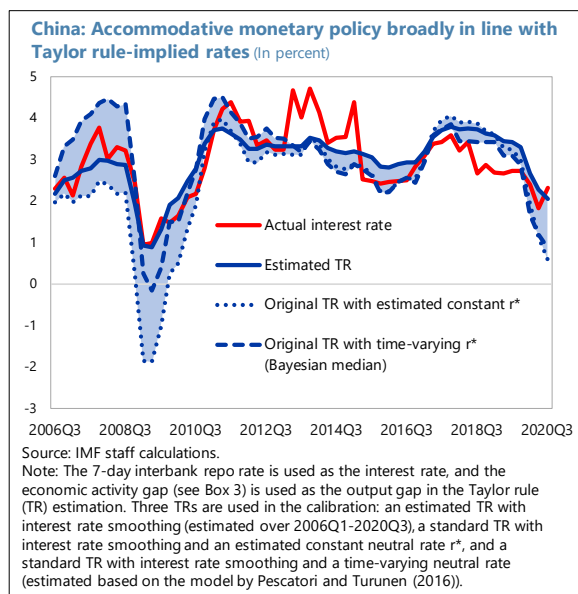 China: Accommodative monetary policy broadly in line with
Taylor rule-implied rates (In percent)
5
4
3
2
1
0
-1
-2
-3
Actual interest rate
Estimated TR
Original TR with estimated constant r*
Original TR with time-varying r*
(Bayesian median)
2006Q3 2008Q3 2010Q3 2012Q3 2014Q3 2016Q3 2018Q3 2020Q3
Source: IMF staff calculations.
Note: The 7-day interbank repo rate is used as the interest rate, and the
economic activity gap (see Box 3) is used as the output gap in the Taylor rule
(TR) estimation. Three TRs are used in the calibration: an estimated TR with
interest rate smoothing (estimated over 2006Q1-2020Q3), a standard TR with
interest rate smoothing and an estimated constant neutral rate r*, and a
standard TR with interest rate smoothing and a time-varying neutral rate
(estimated based on the model by Pescatori and Turunen (2016)).